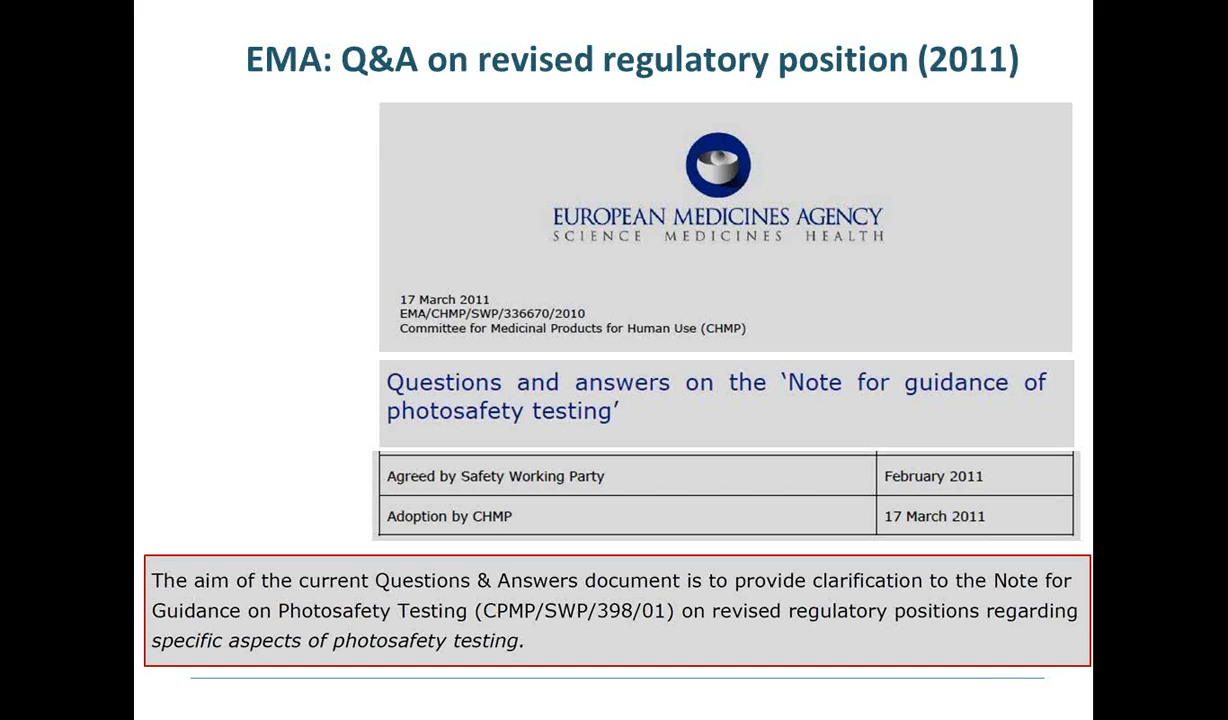 EMA: Q&A on revised regulatory position (2011)
EUROPEAN MEDICINES AGENCY
SCIENCE MEDICINES HEALTH
17 March 2011
EMA/CHMP/SWP/336670/2010
Committee for Medicinal Products for Human Use (CHMP)
Questions and answers on the ‘Note for guidance of
photosafety testing’
Agreed by Safety Working Party February 2011
Adoption by CHMP 17 March 2011
The aim of the current Questions & Answers document is to provide clarification to the Note for
Guidance on Photosafety Testing (CPMP/SWP/398/01) on revised regulatory positions regarding
specific aspects of photosafety testing.